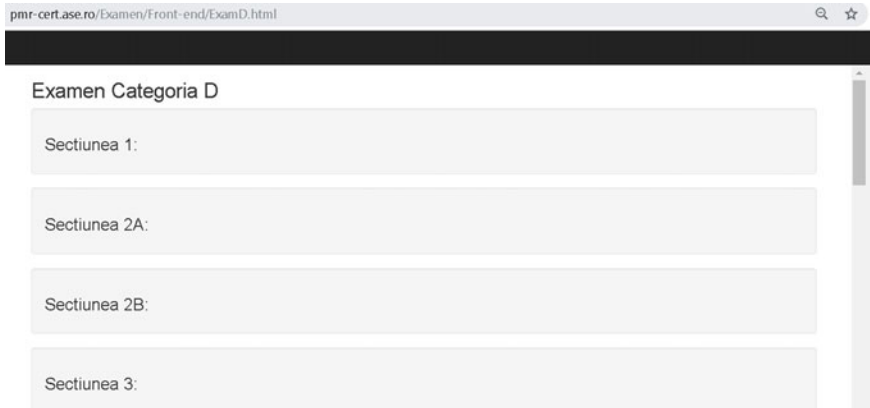 pmr-cert.ase.ro/Examen/Front-end/ExamD.html
Examen Categoria D
Sectiunea 1:
Sectiunea 2A:
Sectiunea 2B:
Sectiunea 3: